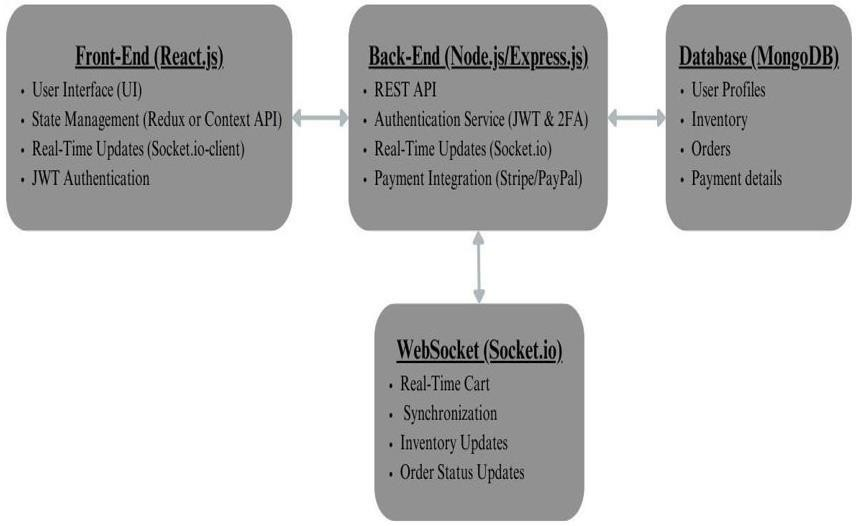 Front-End (React.js)
• User Interface (UI)
• State Management (Redux or Context API)
• Real-Time Updates (Socket.io-client)
• JWT Authentication
Back-End (Node.js/Express.js)
• REST API
• Authentication Service (JWT & 2FA)
• Real-Time Updates (Socket.io)
• Payment Integration (Stripe/PayPal)
Database (MongoDB)
• User Profiles
• Inventory
• Orders
• Payment details
WebSocket (Socket.io)
• Real-Time Cart
• Synchronization
• Inventory Updates
• Order Status Updates